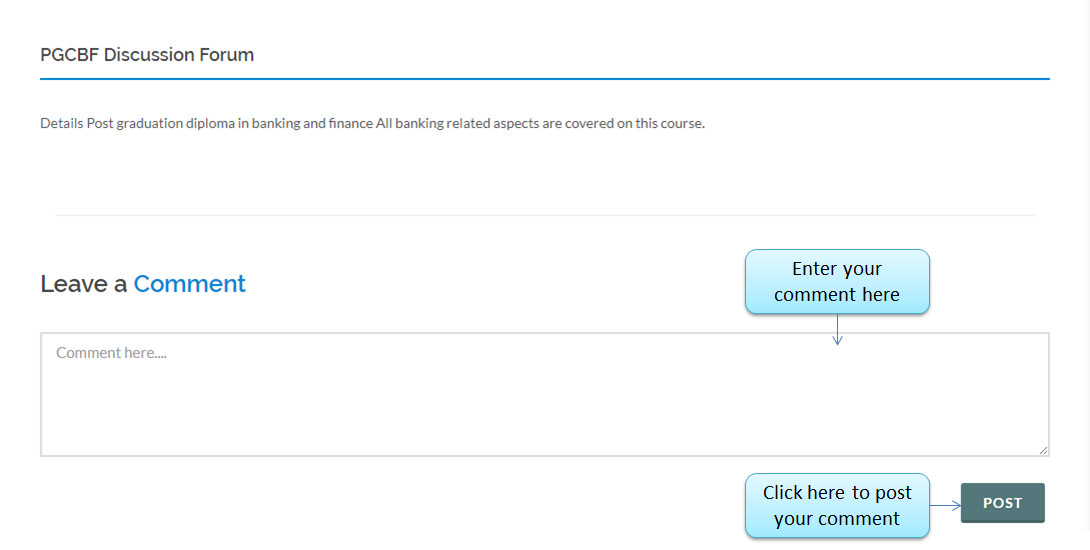 PGCBF Discussion Forum
Details Post graduation diploma in banking and finance All banking related aspects are covered on this course.
Leave a Comment
Enter your
comment here
Comment here....
Click here to post
your comment
POST